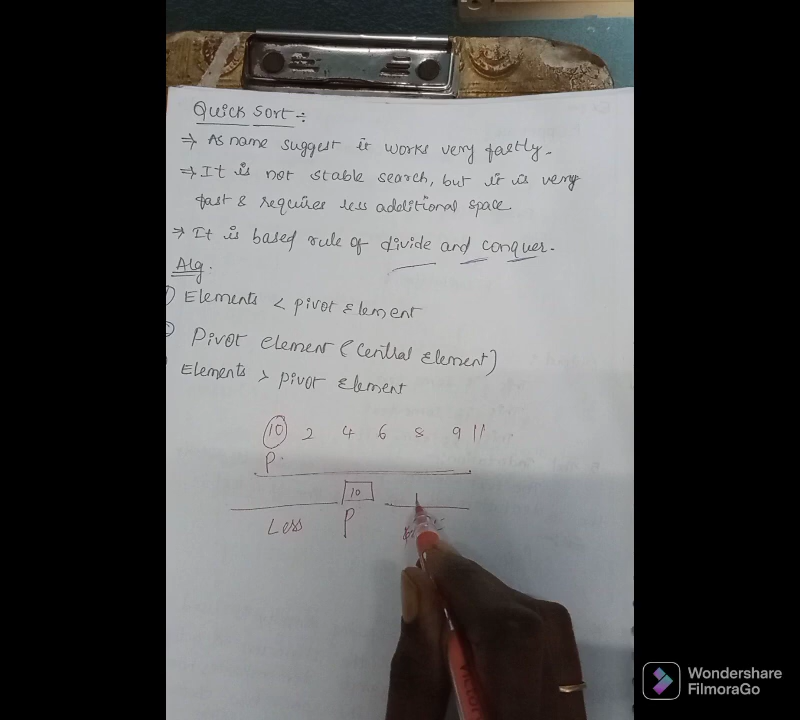 Quick Sort :-
⇒ As name suggest it works very fastly.
⇒ It is not stable search, but it is very
fast & requires less additional space
⇒ It is based rule of divide and conquer.
Alg.
Elements < pivot Element
Pivot element (central element)
Elements > pivot Element
10 2 4 6 8 9 11
P
10
Less P
VICTOR
Wondershare
FilmoraGo